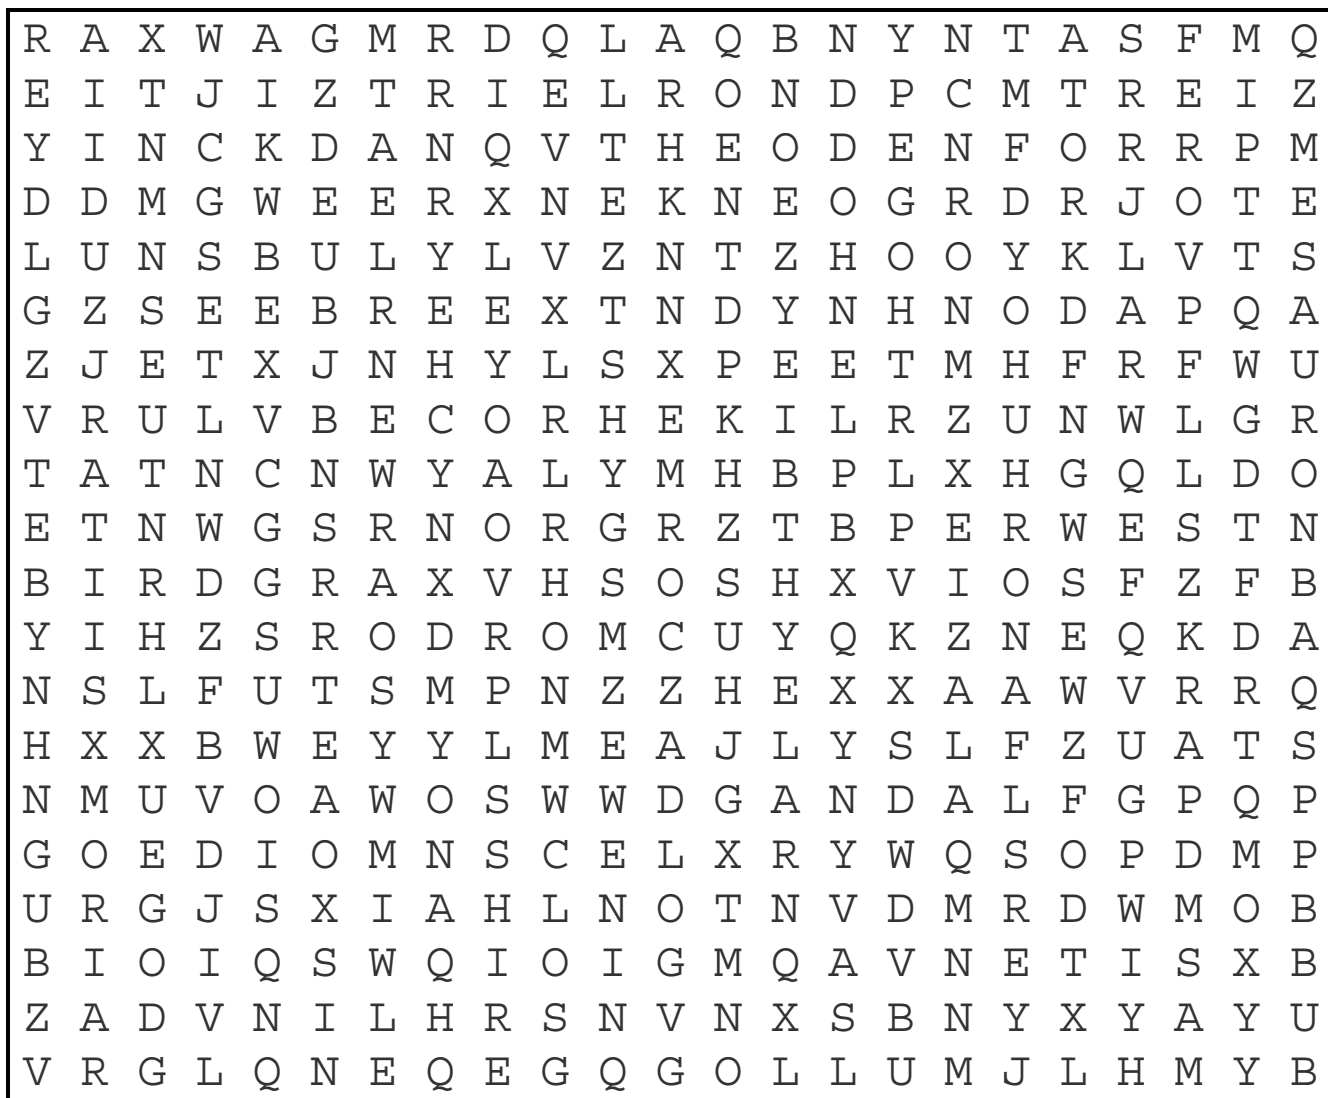 R A X W A G M R D Q L A Q B N Y N T A S F M Q
E I T J I Z T R I E L R O N D P C M T R E I Z
Y I N C K D A N Q V T H E O D E N F O R R P M
D D M G W E E R X N E K N E O G R D R J O T E
L U N S B U L Y L V Z N T Z H O O Y K L V T S
G Z S E E B R E E X T N D Y N H N O D A P Q A
Z J E T X J N H Y L S X P E E T M H F R F W U
V R U L V B E C O R H E K I L R Z U N W L G R
T A T N C N W Y A L Y M H B P L X H G Q L D O
E T N W G S R N O R G R Z T B P E R W E S T N
B I R D G R A X V H S O S H X V I O S F Z F B
Y I H Z S R O D R O M C U Y Q K Z N E Q K D A
N S L F U T S M P N Z Z H E X X A A W V R R Q
H X X B W E Y Y L M E A J L Y S L F Z U A T S
N M U V O A W O S W W D G A N D A L F G P Q P
G O E D I O M N S C E L X R Y W Q S O P D M P
U R G J S X I A H L N O T N V D M R D W M O B
B I O I Q S W Q I O I G M Q A V N E T I S X B
Z A D V N I L H R S N V N X S B N Y X Y A Y U
V R G L Q N E Q E G Q G O L L U M J L H M Y B